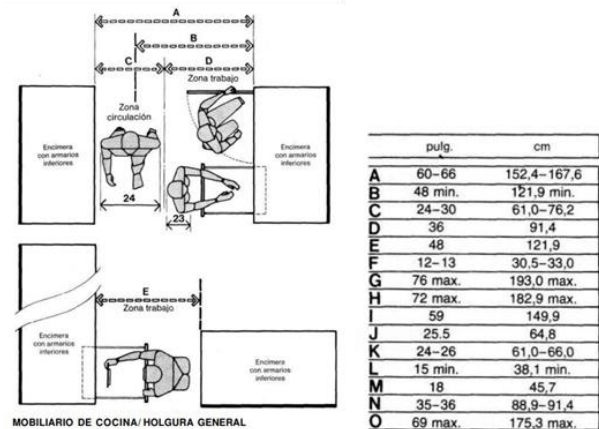 A
B
C
D
Zona trabajo
Zona
circulación
Encimera
con armarios
inferiores
Encimera
con armarios
inferiores
24
23
E
Zona trabajo
Encimera
con armarios
inferiores
Encimera
con armarios
inferiores
MOBILIARIO DE COCINA/HOLGURA GENERAL
pulg. cm
A 60–66 152,4–167,6
B 48 min. 121,9 min.
C 24–30 61,0–76,2
D 36 91,4
E 48 121,9
F 12–13 30,5–33,0
G 76 max. 193,0 max.
H 72 max. 182,9 max.
I 59 149,9
J 25.5 64,8
K 24–26 61,0–66,0
L 15 min. 38,1 min.
M 18 45,7
N 35–36 88,9–91,4
O 69 max. 175,3 max.